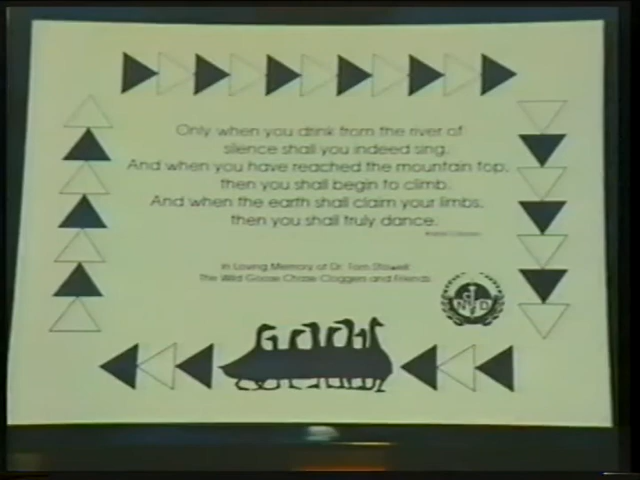 Only when you drink from the river of
silence shall you indeed sing.
And when you have reached the mountain top,
then you shall begin to climb.
And when the earth shall claim your limbs,
then you shall truly dance.
In Loving Memory of Dr. Tom Stowell
The Wild Goose Chase Cloggers and Friends
N D